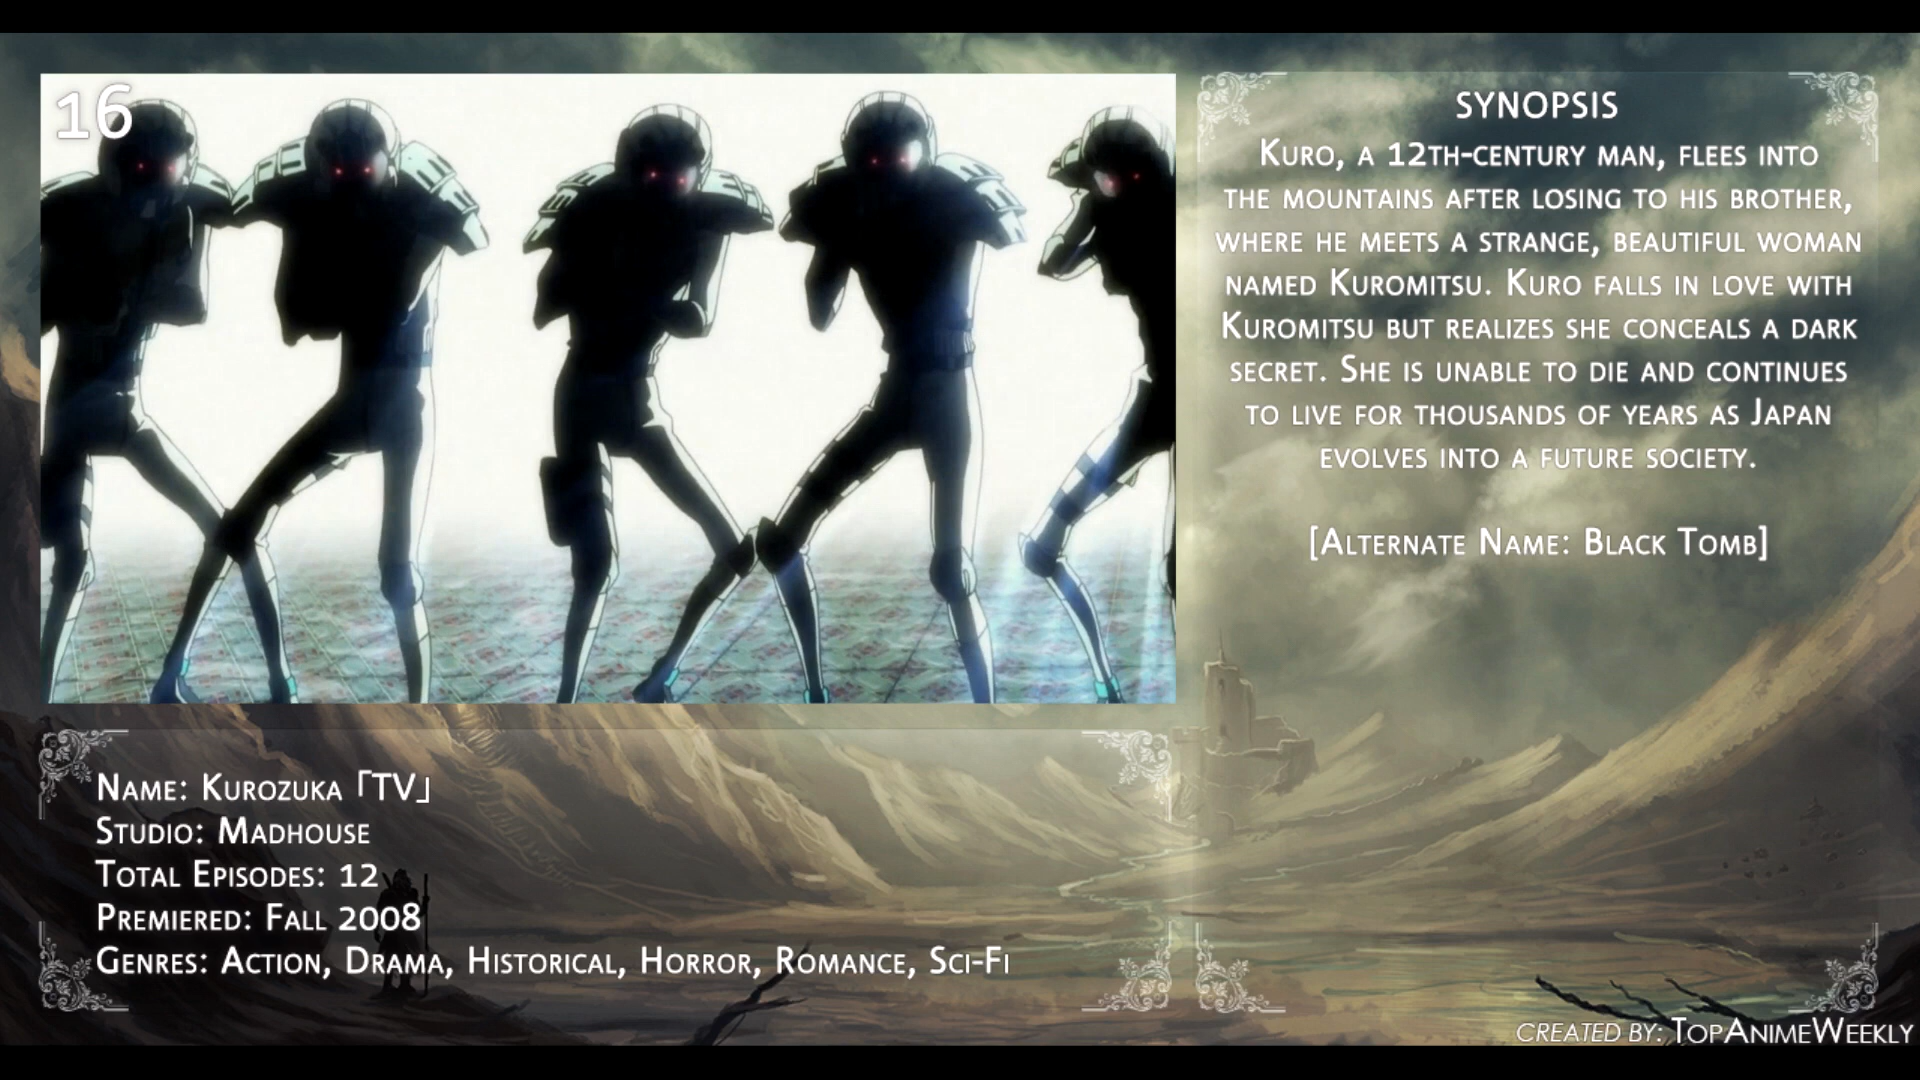 16
SYNOPSIS
Kuro, a 12th-century man, flees into
the mountains after losing to his brother,
where he meets a strange, beautiful woman
named Kuromitsu. Kuro falls in love with
Kuromitsu but realizes she conceals a dark
secret. She is unable to die and continues
to live for thousands of years as Japan
evolves into a future society.
[Alternate Name: Black Tomb]
Name: Kurozuka「TV」
Studio: Madhouse
Total Episodes: 12
Premiered: Fall 2008
Genres: Action, Drama, Historical, Horror, Romance, Sci-Fi
CREATED BY: TopAnimeWeekly